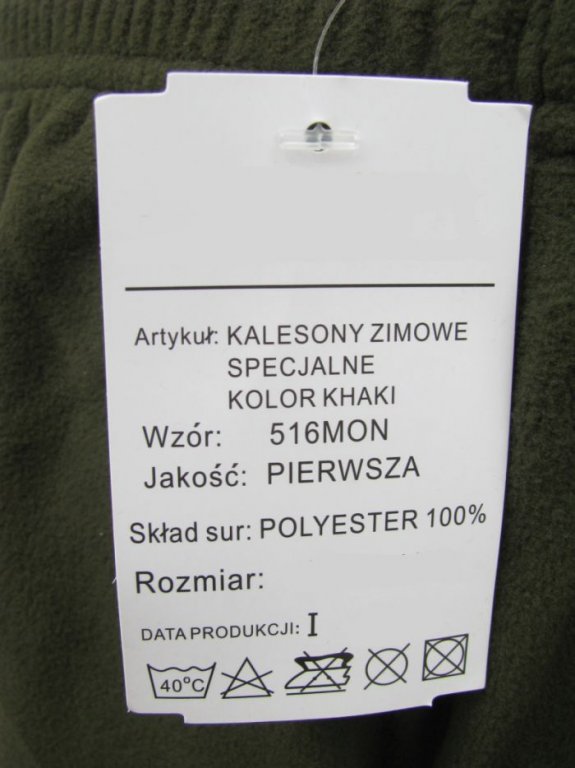 Artykuł: KALESONY ZIMOWE
SPECJALNE
KOLOR KHAKI
Wzór: 516MON
Jakość: PIERWSZA
Skład sur: POLYESTER 100%
Rozmiar:
DATA PRODUKCJI: I
40°C